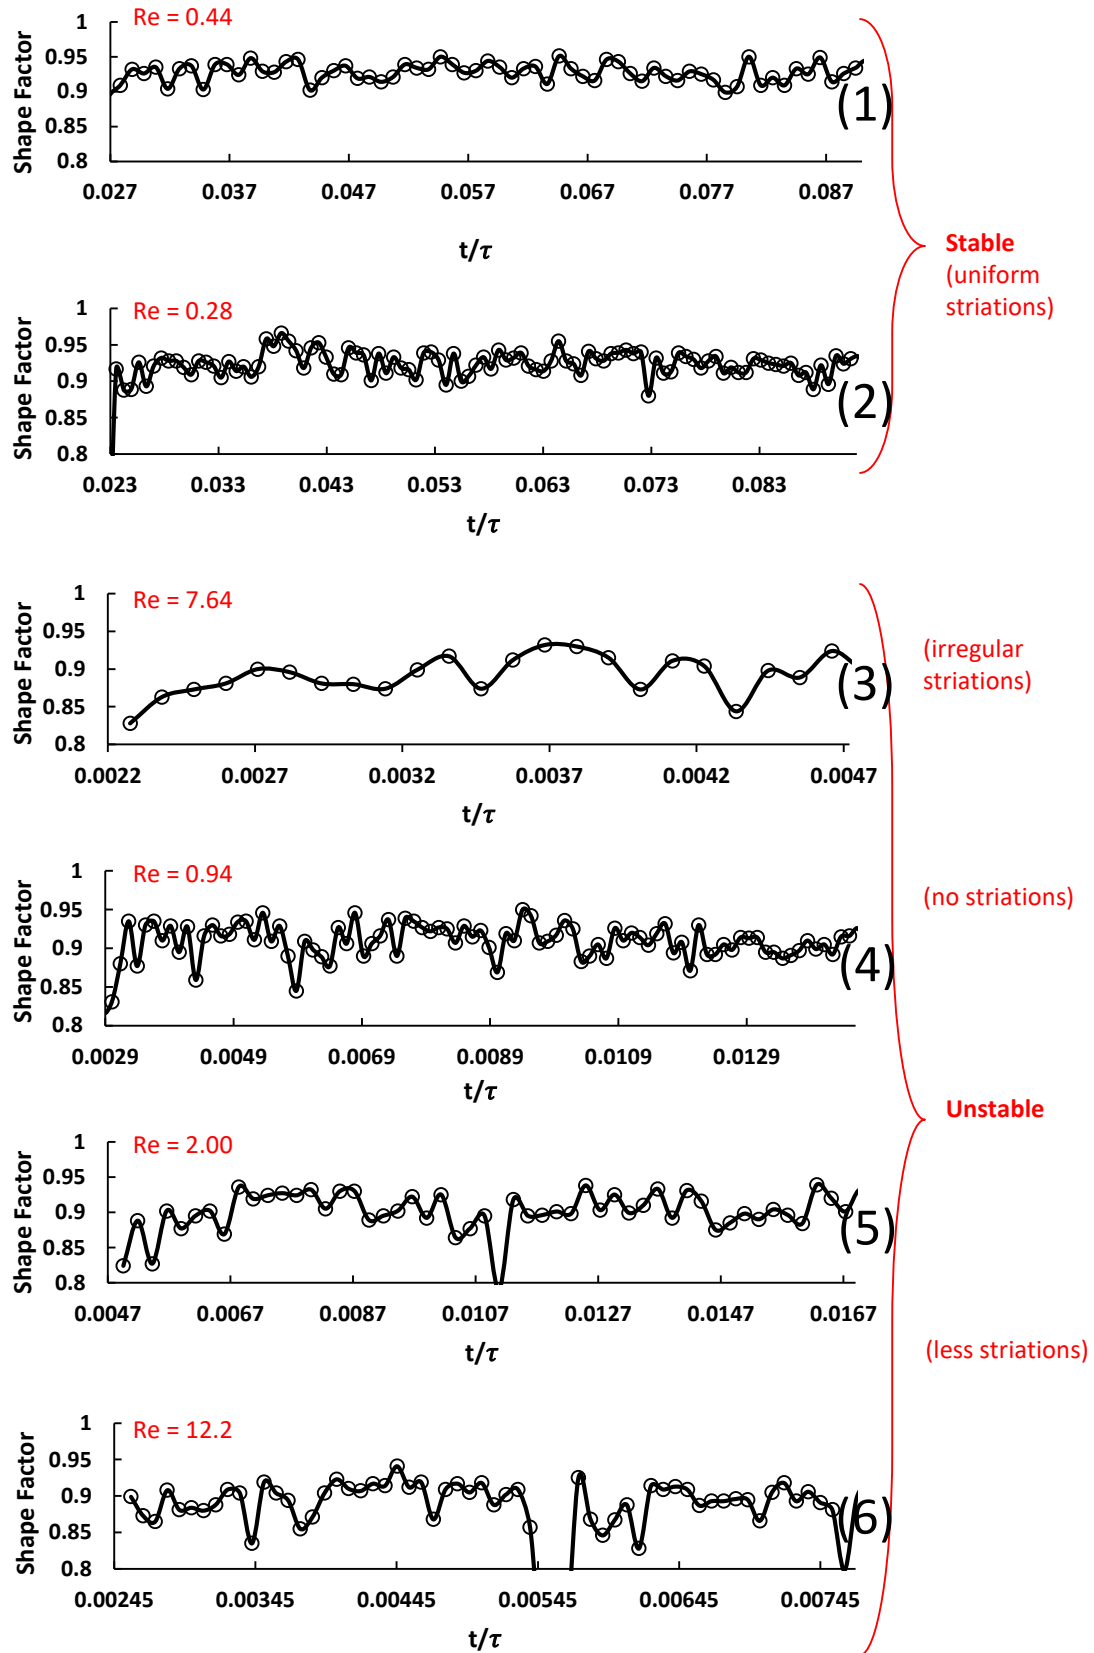 Re = 0.44
Shape Factor
1
0.95
0.9
0.85
0.8
(1)
0.027 0.037 0.047 0.057 0.067 0.077 0.087
t/τ
Stable
(uniform
striations)
Re = 0.28
Shape Factor
1
0.95
0.9
0.85
0.8
(2)
0.023 0.033 0.043 0.053 0.063 0.073 0.083
t/τ
Re = 7.64
Shape Factor
1
0.95
0.9
0.85
0.8
(3)
0.0022 0.0027 0.0032 0.0037 0.0042 0.0047
t/τ
(irregular
striations)
Re = 0.94
Shape Factor
1
0.95
0.9
0.85
0.8
(4)
0.0029 0.0049 0.0069 0.0089 0.0109 0.0129
t/τ
(no striations)
Unstable
Re = 2.00
Shape Factor
1
0.95
0.9
0.85
0.8
(5)
0.0047 0.0067 0.0087 0.0107 0.0127 0.0147 0.0167
t/τ
(less striations)
Re = 12.2
Shape Factor
1
0.95
0.9
0.85
0.8
(6)
0.00245 0.00345 0.00445 0.00545 0.00645 0.00745
t/τ